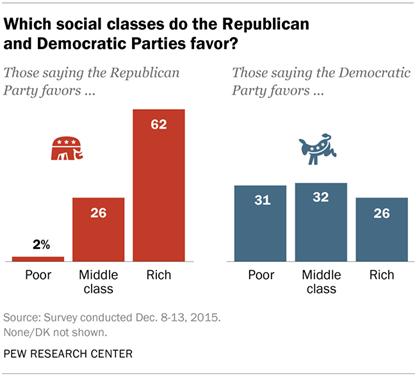 Which social classes do the Republican
and Democratic Parties favor?
Those saying the Republican
Party favors ...
62
26
2%
Poor
Middle
class
Rich
Those saying the Democratic
Party favors ...
31
32
26
Poor
Middle
class
Rich
Source: Survey conducted Dec. 8-13, 2015.
None/DK not shown.
PEW RESEARCH CENTER